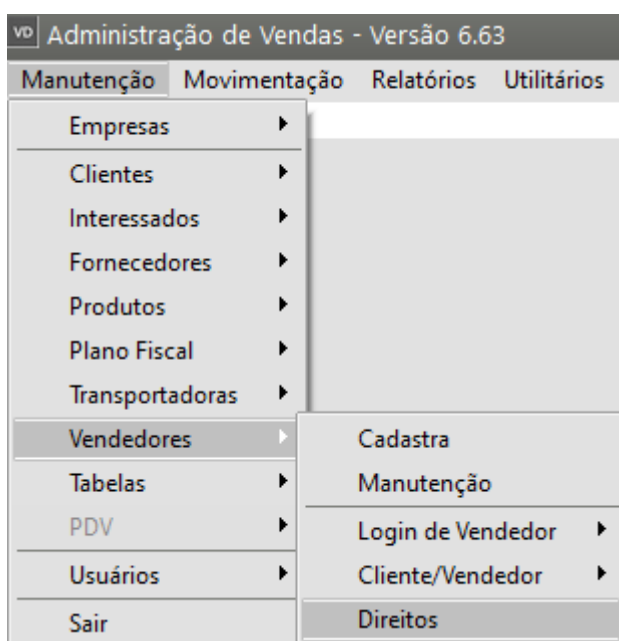 VD Administração de Vendas - Versão 6.63
Manutenção Movimentação Relatórios Utilitários
Empresas
Clientes
Interessados
Fornecedores
Produtos
Plano Fiscal
Transportadoras
Vendedores
Tabelas
PDV
Usuários
Sair
Cadastra
Manutenção
Login de Vendedor
Cliente/Vendedor
Direitos